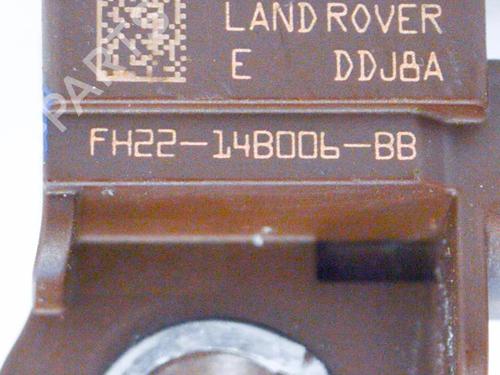 LAND ROVER
E DDJ8A
FH22-14B006-BB